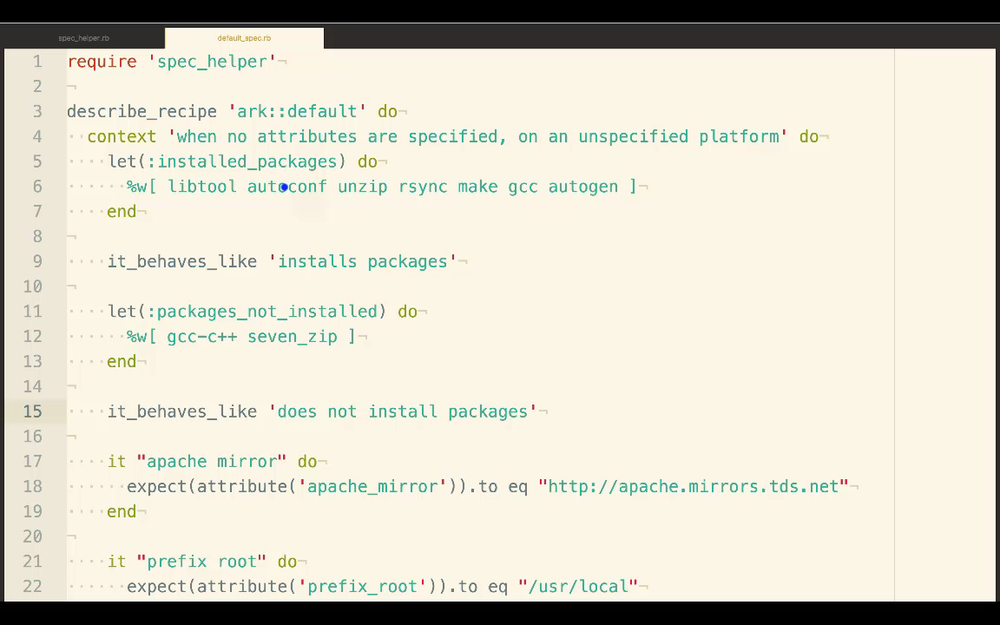 spec_helper.rb default_spec.rb
1 require 'spec_helper'¬
2 ¬
3 describe_recipe 'ark::default' do¬
4 ··context 'when no attributes are specified, on an unspecified platform' do¬
5 ····let(:installed_packages) do¬
6 ······%w[ libtool autoconf unzip rsync make gcc autogen ]¬
7 ····end¬
8 ¬
9 ····it_behaves_like 'installs packages'¬
10 ¬
11 ····let(:packages_not_installed) do¬
12 ······%w[ gcc-c++ seven_zip ]¬
13 ····end¬
14 ¬
15 ····it_behaves_like 'does not install packages'¬
16 ¬
17 ····it "apache mirror" do¬
18 ······expect(attribute('apache_mirror')).to eq "http://apache.mirrors.tds.net"¬
19 ····end¬
20 ¬
21 ····it "prefix root" do¬
22 ······expect(attribute('prefix_root')).to eq "/usr/local"¬